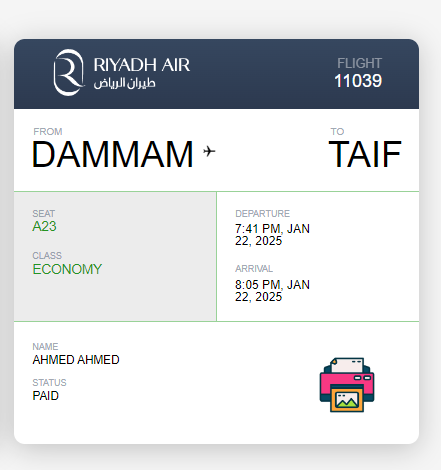 RIYADH AIR
طيران الرياض
FLIGHT
11039
FROM
DAMMAM
TO
TAIF
SEAT
A23
CLASS
ECONOMY
DEPARTURE
7:41 PM, JAN
22, 2025
ARRIVAL
8:05 PM, JAN
22, 2025
NAME
AHMED AHMED
STATUS
PAID